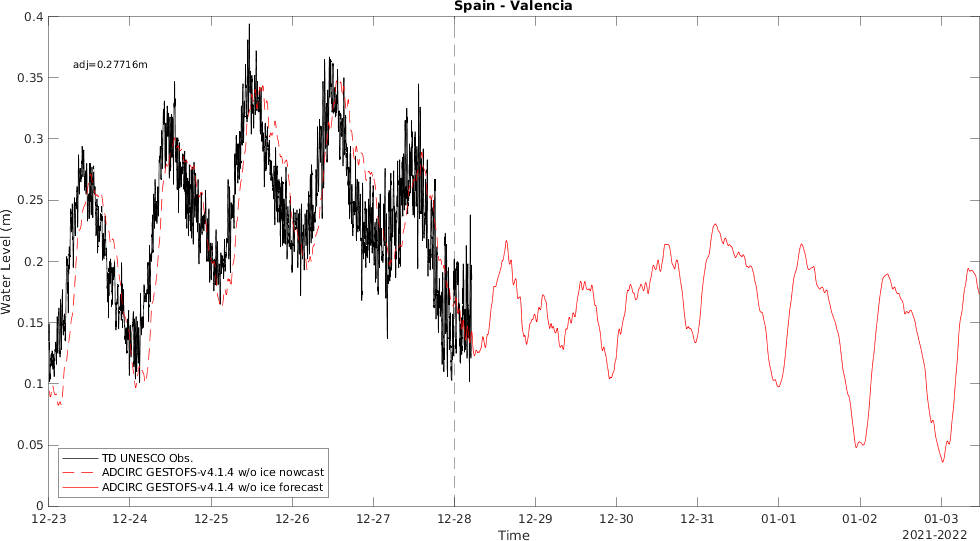 Spain - Valencia
adj=0.27716m
Water Level (m)
0.4
0.35
0.3
0.25
0.2
0.15
0.1
0.05
0
TD UNESCO Obs.
ADCIRC GESTOFS-v4.1.4 w/o ice nowcast
ADCIRC GESTOFS-v4.1.4 w/o ice forecast
12-23 12-24 12-25 12-26 12-27 12-28 12-29 12-30 12-31 01-01 01-02 01-03
Time
2021-2022